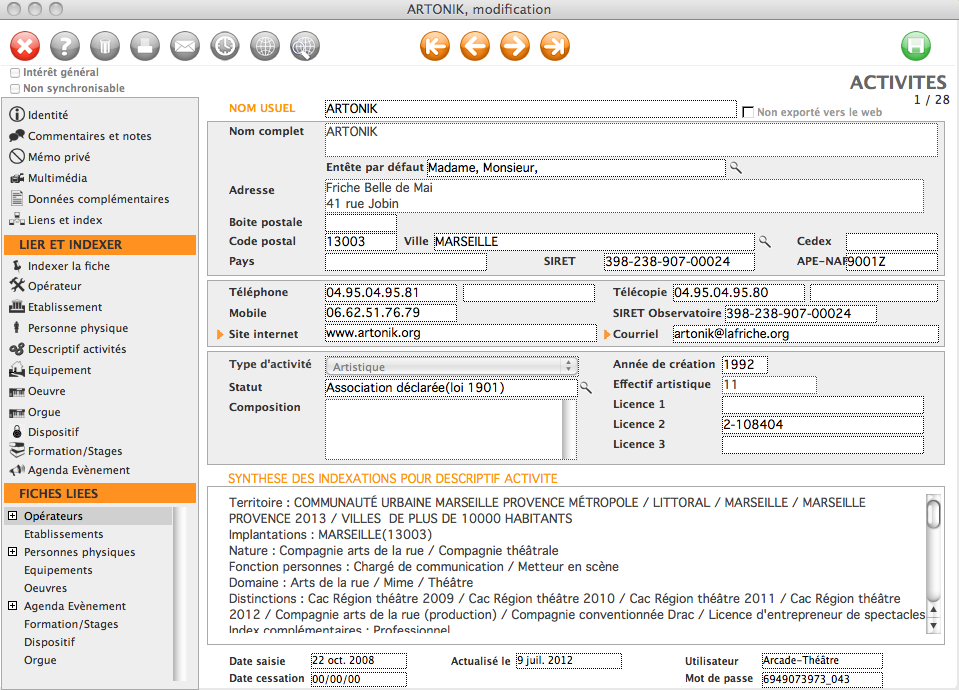 ARTONIK, modification
Intérêt général
Non synchronisable
ACTIVITES
1 / 28
Identité
Commentaires et notes
Mémo privé
Multimédia
Données complémentaires
Liens et index
LIER ET INDEXER
Indexer la fiche
Opérateur
Etablissement
Personne physique
Descriptif activités
Equipement
Oeuvre
Orgue
Dispositif
Formation/Stages
Agenda Evènement
FICHES LIEES
Opérateurs
Etablissements
Personnes physiques
Equipements
Oeuvres
Agenda Evènement
Formation/Stages
Dispositif
Orgue
NOM USUEL ARTONIK Non exporté vers le web
Nom complet ARTONIK
Entête par défaut Madame, Monsieur,
Adresse Friche Belle de Mai
41 rue Jobin
Boite postale
Code postal 13003 Ville MARSEILLE Cedex
Pays SIRET 398-238-907-00024 APE-NAF 9001Z
Téléphone 04.95.04.95.81 Télécopie 04.95.04.95.80
Mobile 06.62.51.76.79 SIRET Observatoire 398-238-907-00024
Site internet www.artonik.org Courriel artonik@lafriche.org
Type d'activité Artistique Année de création 1992
Statut Association déclarée(loi 1901) Effectif artistique 11
Composition Licence 1
Licence 2 2-108404
Licence 3
SYNTHESE DES INDEXATIONS POUR DESCRIPTIF ACTIVITE
Territoire : COMMUNAUTÉ URBAINE MARSEILLE PROVENCE MÉTROPOLE / LITTORAL / MARSEILLE / MARSEILLE
PROVENCE 2013 / VILLES DE PLUS DE 10000 HABITANTS
Implantations : MARSEILLE(13003)
Nature : Compagnie arts de la rue / Compagnie théâtrale
Fonction personnes : Chargé de communication / Metteur en scène
Domaine : Arts de la rue / Mime / Théâtre
Distinctions : Cac Région théâtre 2009 / Cac Région théâtre 2010 / Cac Région théâtre 2011 / Cac Région théâtre
2012 / Compagnie arts de la rue (production) / Compagnie conventionnée Drac / Licence d'entrepreneur de spectacles
Index complémentaires : Professionnel
Date saisie 22 oct. 2008 Actualisé le 9 juil. 2012 Utilisateur Arcade-Théâtre
Date cessation 00/00/00 Mot de passe 6949073973_043